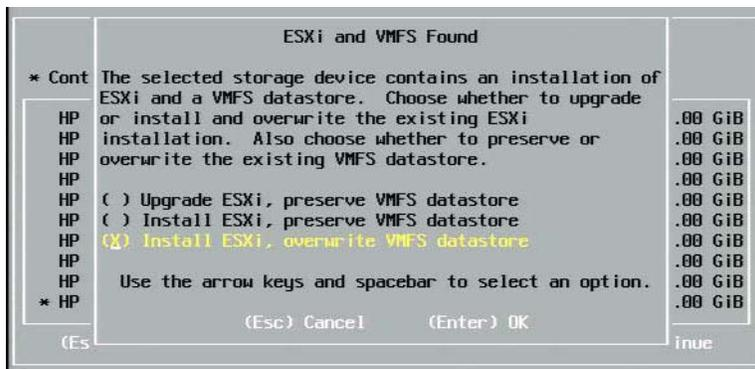 ESXi and VMFS Found
* Cont The selected storage device contains an installation of
ESXi and a VMFS datastore. Choose whether to upgrade
HP or install and overwrite the existing ESXi .00 GiB
HP installation. Also choose whether to preserve or .00 GiB
HP overwrite the existing VMFS datastore. .00 GiB
HP .00 GiB
HP ( ) Upgrade ESXi, preserve VMFS datastore .00 GiB
HP ( ) Install ESXi, preserve VMFS datastore .00 GiB
HP (X) Install ESXi, overwrite VMFS datastore .00 GiB
HP .00 GiB
HP Use the arrow keys and spacebar to select an option. .00 GiB
* HP .00 GiB
(Esc) Cancel (Enter) OK
(Es inue